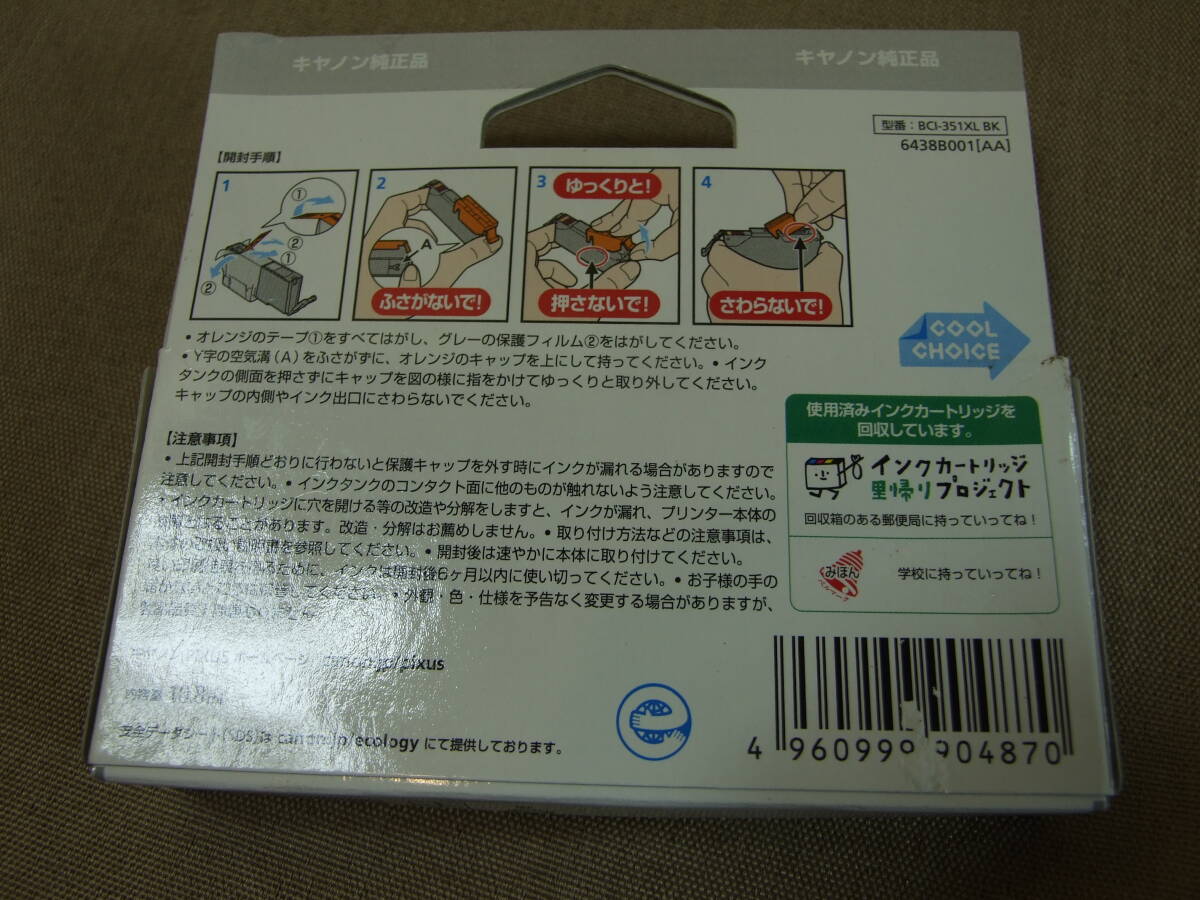 キヤノン純正品
キヤノン純正品
型番：BCI-351XL BK
6438B001[AA]
【開封手順】
1
①
②
①
②
2
A
ふさがないで！
3
ゆっくりと！
押さないで！
4
さわらないで！
• オレンジのテープ①をすべてはがし、グレーの保護フィルム②をはがしてください。
• Y字の空気溝（A）をふさがずに、オレンジのキャップを上にして持ってください。• インク
タンクの側面を押さずにキャップを図の様に指をかけてゆっくりと取り外してください。
キャップの内側やインク出口にさわらないでください。
COOL
CHOICE
【注意事項】
• 上記開封手順どおりに行わないと保護キャップを外す時にインクが漏れる場合がありますので
注意してください。• インクタンクのコンタクト面に他のものが触れないよう注意してください。
• インクカートリッジに穴を開ける等の改造や分解をしますと、インクが漏れ、プリンター本体の
ことがあります。改造・分解はお薦めしません。• 取り付け方法などの注意事項は、
を参照してください。• 開封後は速やかに本体に取り付けてください。
ために、インクは開封後6ヶ月以内に使い切ってください。• お子様の手の
してください。• 外観・色・仕様を予告なく変更する場合がありますが、
ホームページ canon.jp/pixus
安全データシート(SDS)は canon.jp/ecology にて提供しております。
使用済みインクカートリッジを
回収しています。
インクカートリッジ
里帰りプロジェクト
回収箱のある郵便局に持っていってね！
みほん
ベルマーク
学校に持っていってね！
4 960999 904870